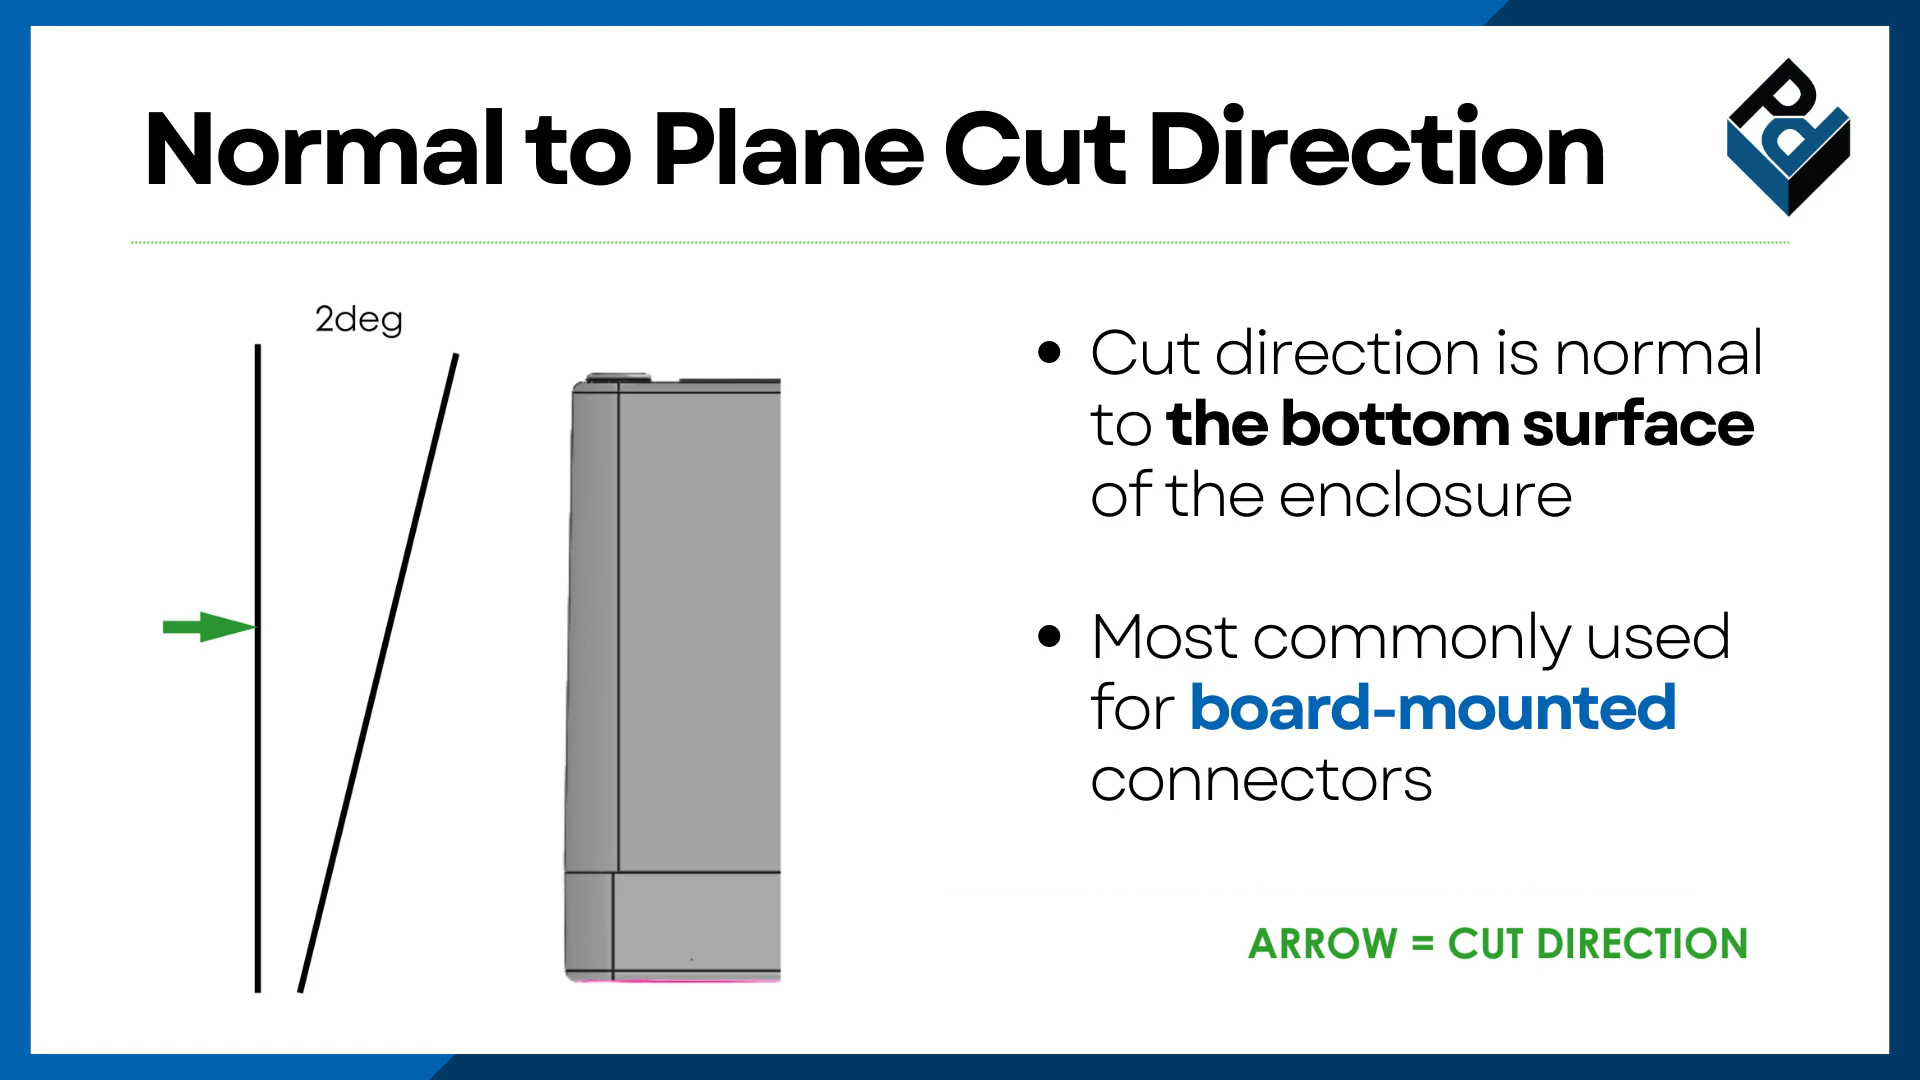 Normal to Plane Cut Direction
2deg
• Cut direction is normal
to the bottom surface
of the enclosure
• Most commonly used
for board-mounted
connectors
ARROW = CUT DIRECTION